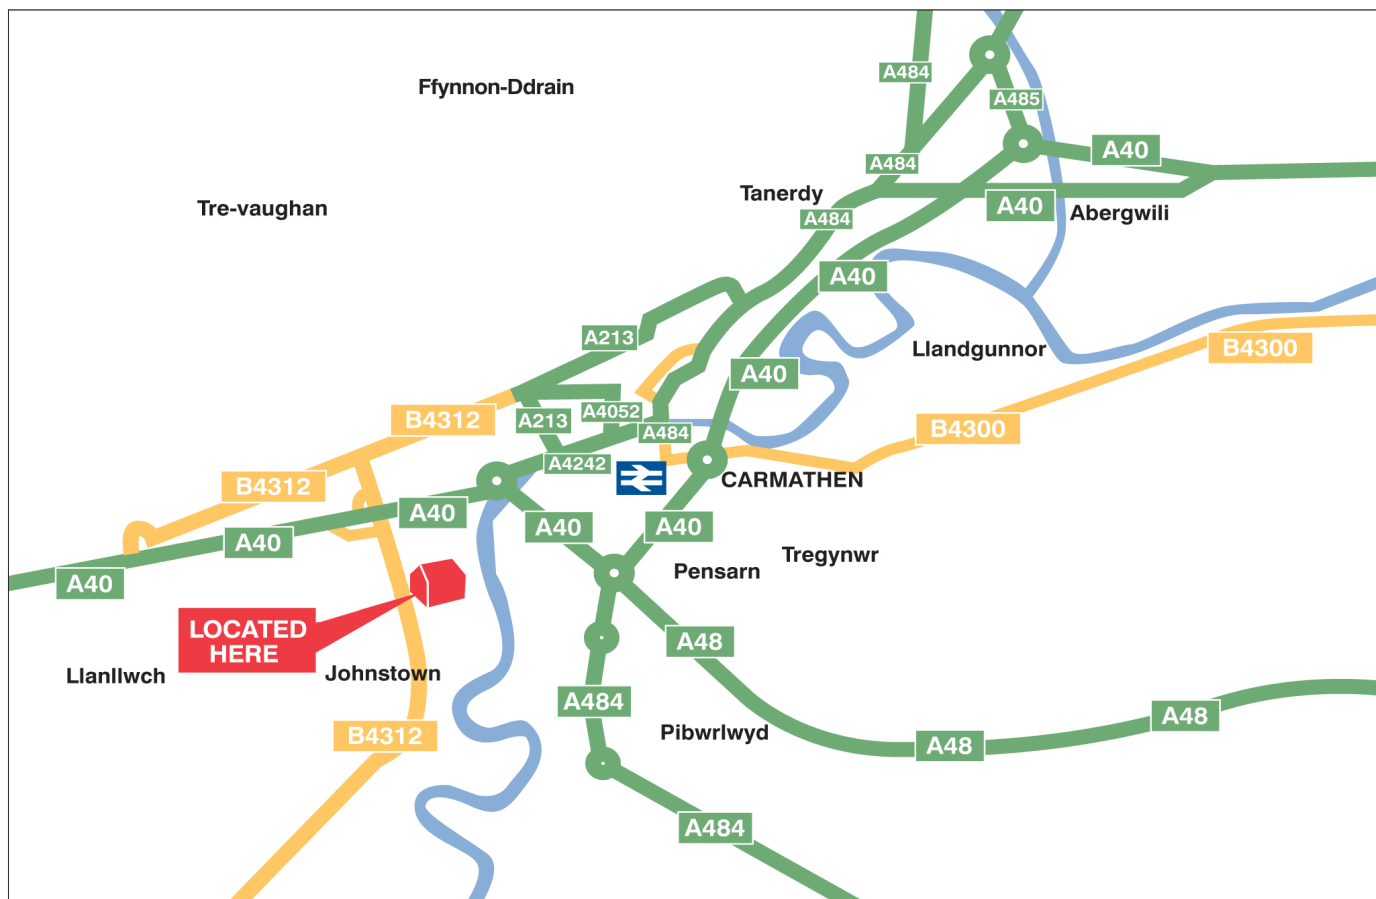 A484
Ffynnon-Ddrain
A485
A40
A484
Tanerdy
Tre-vaughan
A40
Abergwili
A484
A40
A213
B4300
Llandgunnor
A40
A4052
B4312
A213
B4300
A484
A4242
CARMATHEN
B4312
A40
A40
A40
A40
Tregynwr
Pensarn
A40
LOCATED
HERE
A48
Llanllwch
Johnstown
A484
A48
Pibwrlwyd
B4312
A48
A484